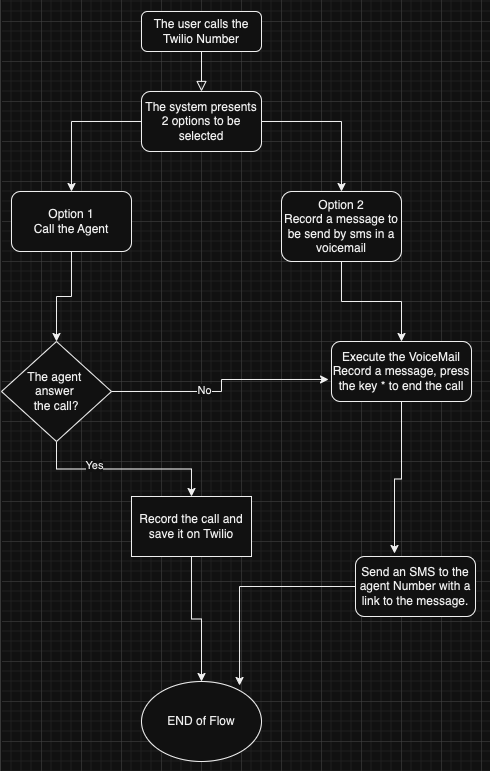 The user calls the
Twilio Number
The system presents
2 options to be
selected
Option 1
Call the Agent
Option 2
Record a message to
be send by sms in a
voicemail
The agent
answer
the call?
No
Execute the VoiceMail
Record a message, press
the key * to end the call
Yes
Record the call and
save it on Twilio
Send an SMS to the
agent Number with a
link to the message.
END of Flow